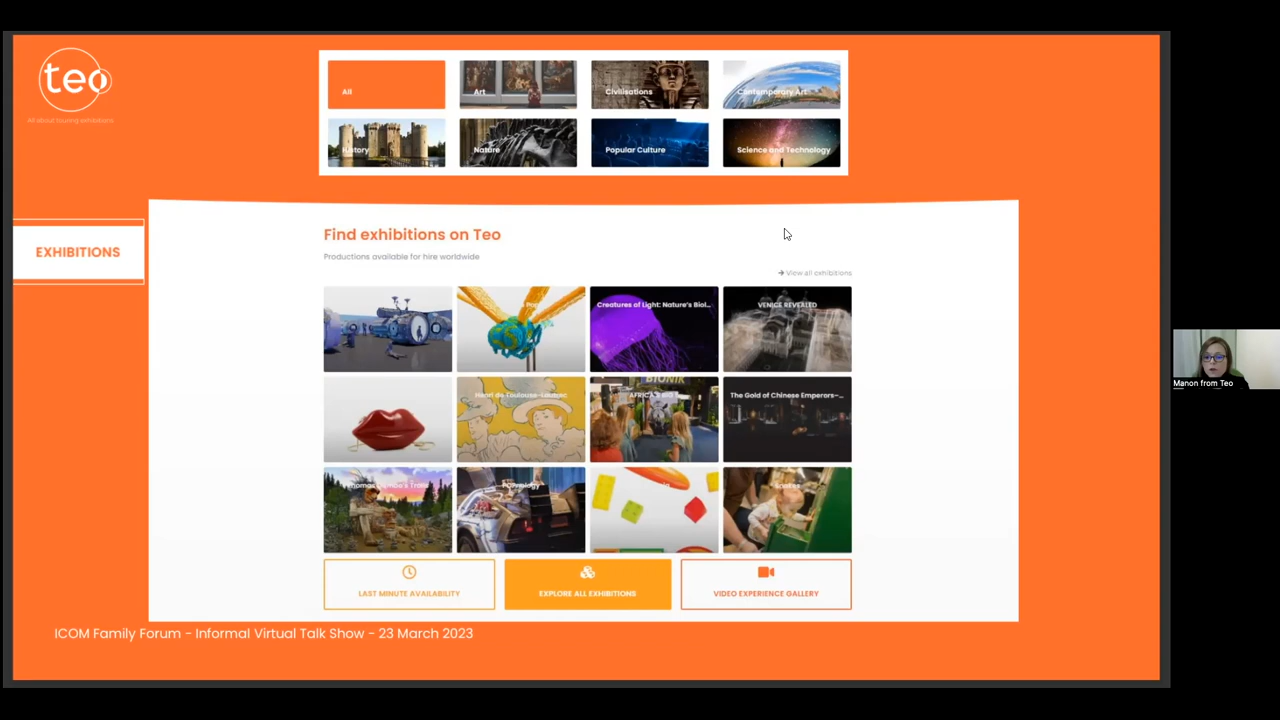 teo
All about touring exhibitions
All
Art
Civilisations
Contemporary Art
History
Nature
Popular Culture
Science and Technology
EXHIBITIONS
Find exhibitions on Teo
Productions available for hire worldwide
View all exhibitions
Creatures of Light: Nature's Biol...
VENICE REVEALED
BIONIK
Henri de Toulouse-Lautrec
The Gold of Chinese Emperors-...
LAST MINUTE AVAILABILITY
EXPLORE ALL EXHIBITIONS
VIDEO EXPERIENCE GALLERY
ICOM Family Forum - Informal Virtual Talk Show - 23 March 2023
Manon from Teo